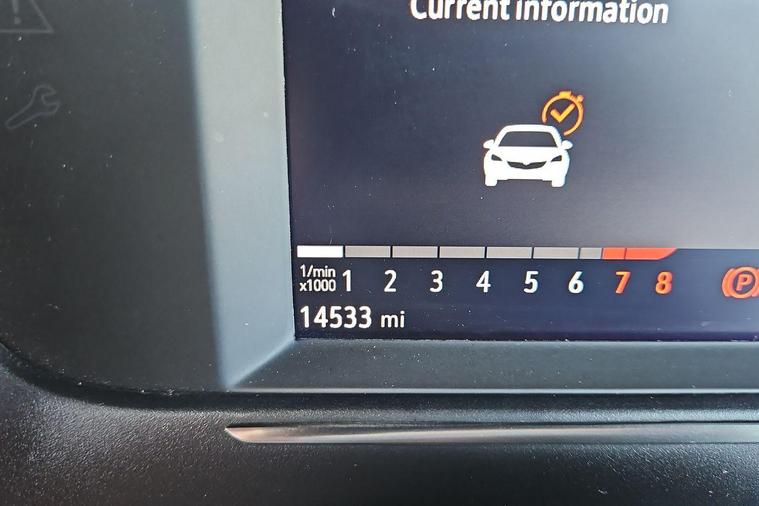 Current information
1/min
x1000 1 2 3 4 5 6 7 8 (P)
14533 mi